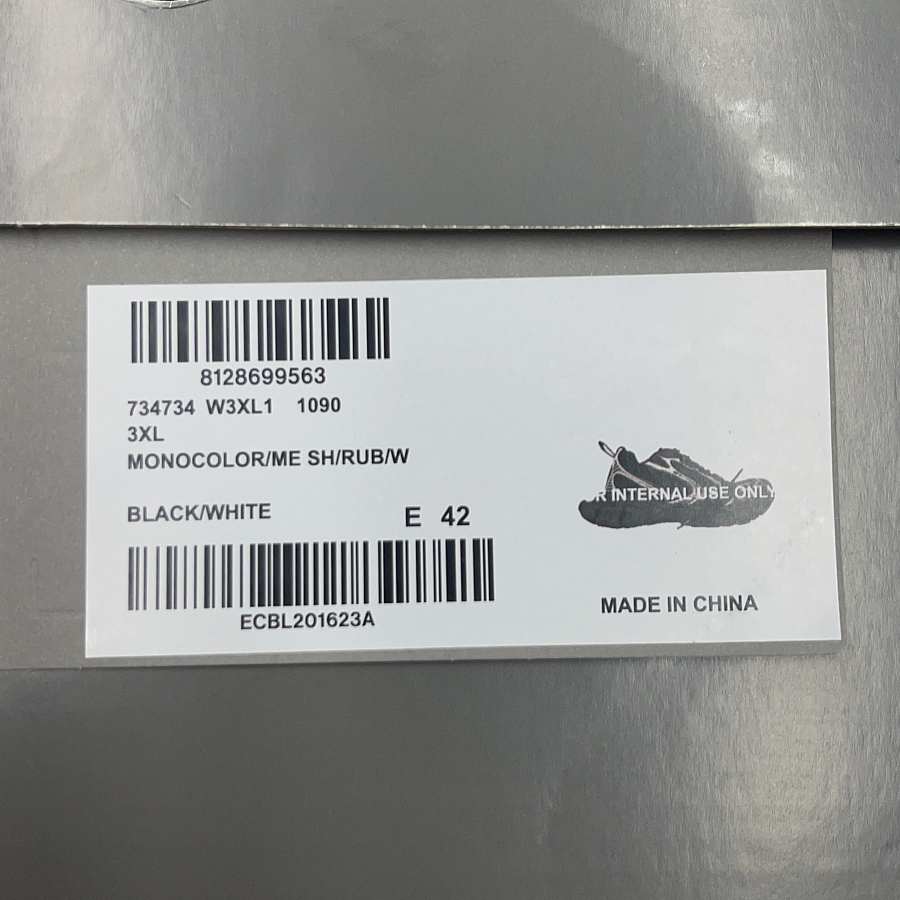 8128699563
734734 W3XL1 1090
3XL
MONOCOLOR/ME SH/RUB/W
BLACK/WHITE
E 42
R INTERNAL USE ONLY
ECBL201623A
MADE IN CHINA